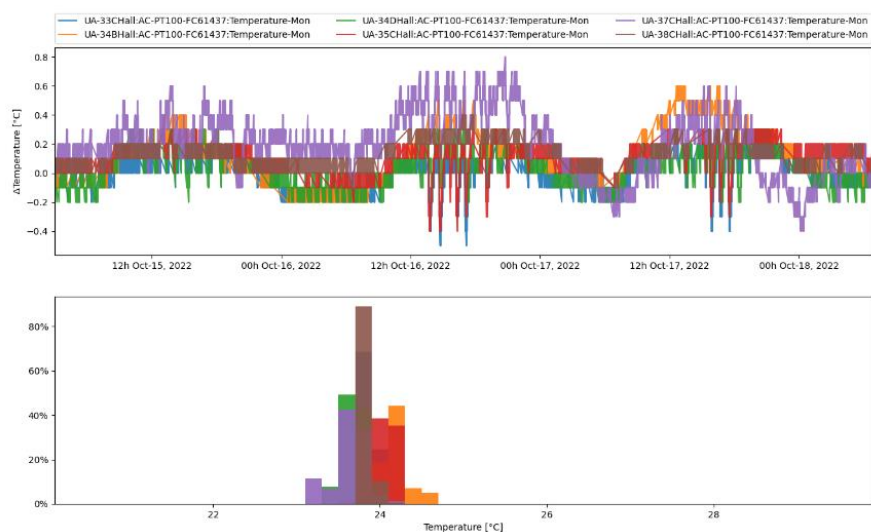 UA-33CHall:AC-PT100-FC61437:Temperature-Mon UA-34DHall:AC-PT100-FC61437:Temperature-Mon UA-37CHall:AC-PT100-FC61437:Temperature-Mon
UA-34BHall:AC-PT100-FC61437:Temperature-Mon UA-35CHall:AC-PT100-FC61437:Temperature-Mon UA-38CHall:AC-PT100-FC61437:Temperature-Mon
0.8
0.6
0.4
0.2
0.0
−0.2
−0.4
ΔTemperature [°C]
12h Oct-15, 2022 00h Oct-16, 2022 12h Oct-16, 2022 00h Oct-17, 2022 12h Oct-17, 2022 00h Oct-18, 2022
80%
60%
40%
20%
0%
22 24 26 28
Temperature [°C]